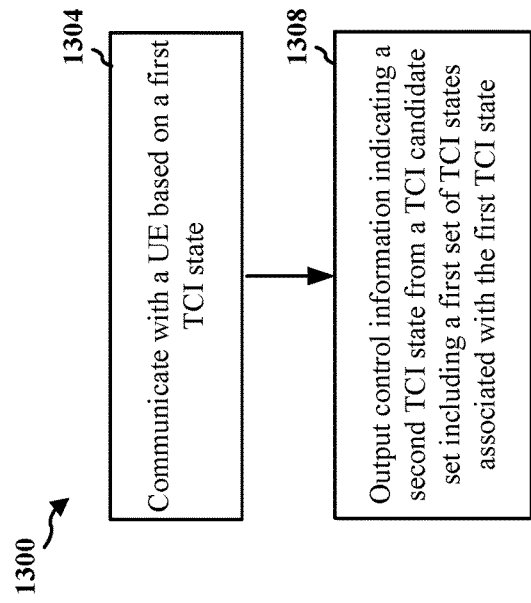 1300
1304
Communicate with a UE based on a first
TCI state
1308
Output control information indicating a
second TCI state from a TCI candidate
set including a first set of TCI states
associated with the first TCI state